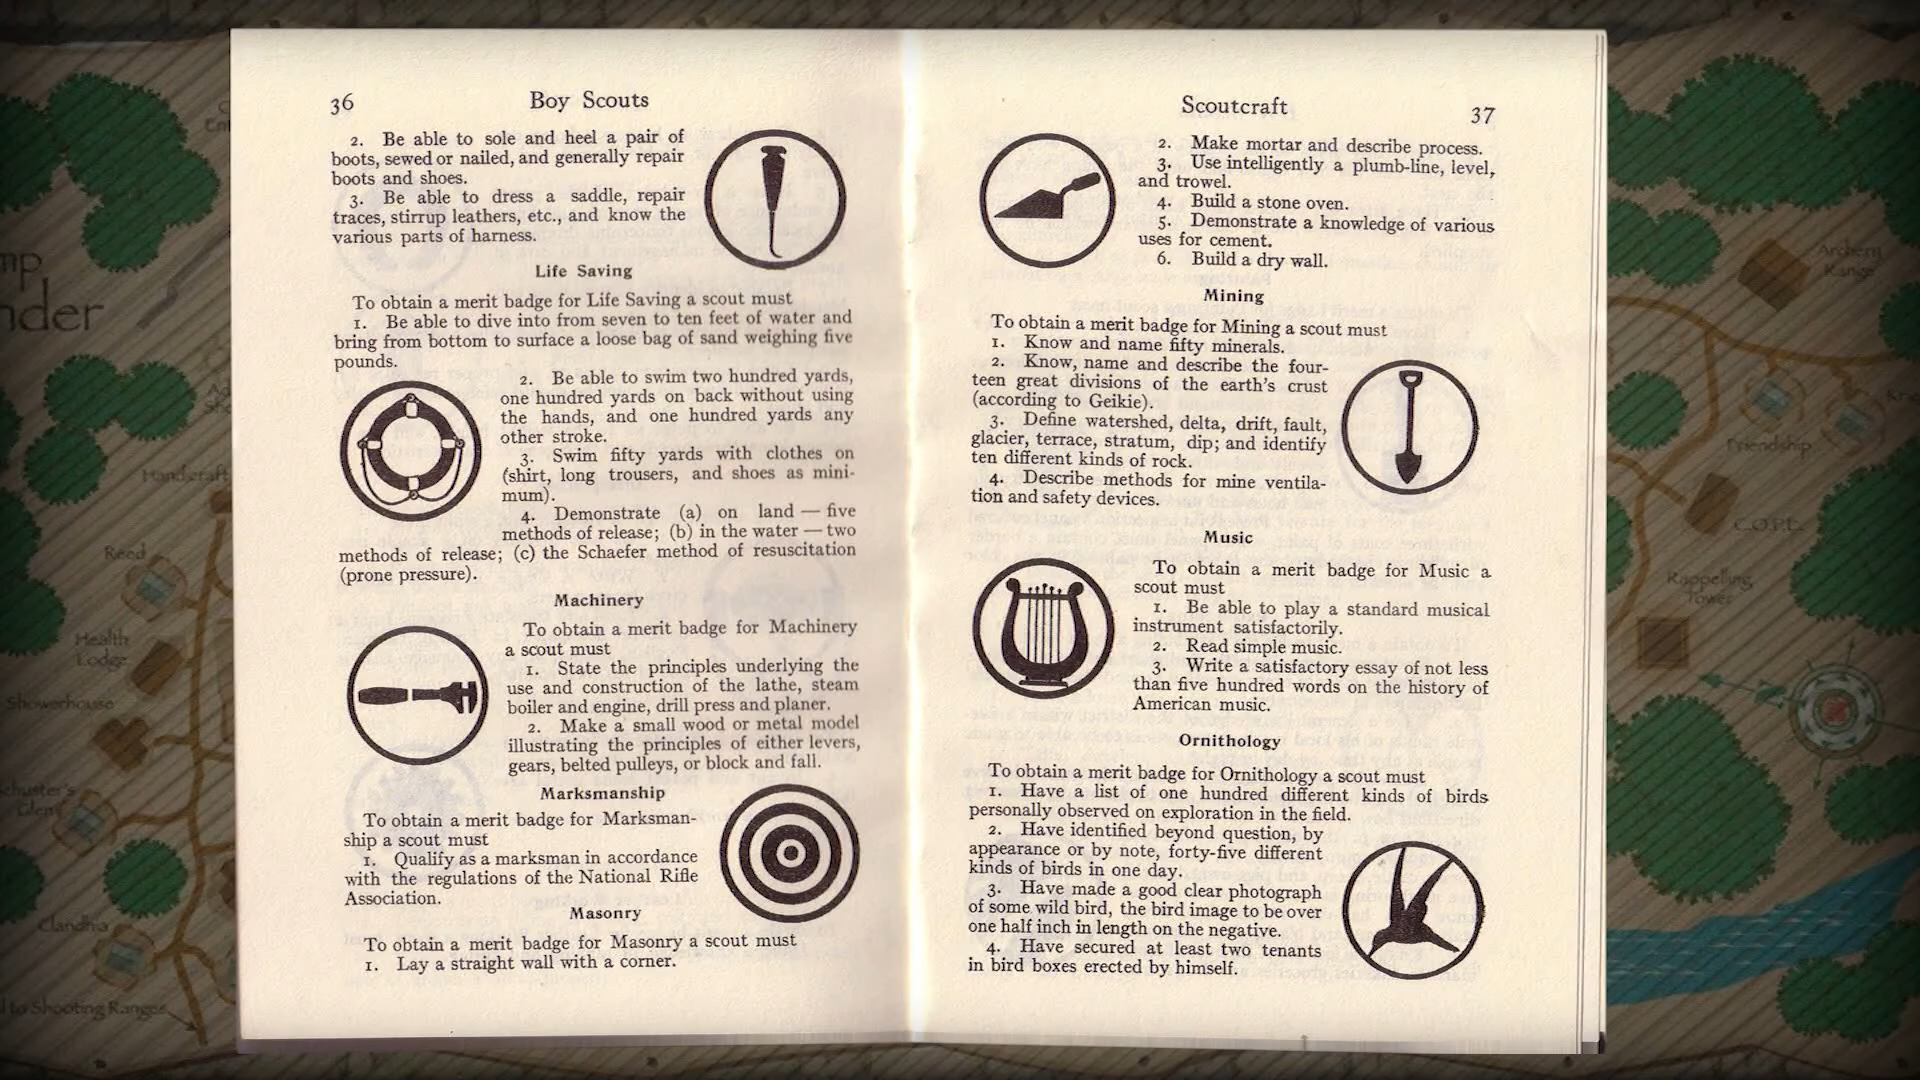 36
Boy Scouts
2. Be able to sole and heel a pair of
boots, sewed or nailed, and generally repair
boots and shoes.
3. Be able to dress a saddle, repair
traces, stirrup leathers, etc., and know the
various parts of harness.
Life Saving
To obtain a merit badge for Life Saving a scout must
1. Be able to dive into from seven to ten feet of water and
bring from bottom to surface a loose bag of sand weighing five
pounds.
2. Be able to swim two hundred yards,
one hundred yards on back without using
the hands, and one hundred yards any
other stroke.
3. Swim fifty yards with clothes on
(shirt, long trousers, and shoes as mini-
mum).
4. Demonstrate (a) on land — five
methods of release; (b) in the water — two
methods of release; (c) the Schaefer method of resuscitation
(prone pressure).
Machinery
To obtain a merit badge for Machinery
a scout must
1. State the principles underlying the
use and construction of the lathe, steam
boiler and engine, drill press and planer.
2. Make a small wood or metal model
illustrating the principles of either levers,
gears, belted pulleys, or block and fall.
Marksmanship
To obtain a merit badge for Marksman-
ship a scout must
1. Qualify as a marksman in accordance
with the regulations of the National Rifle
Association.
Masonry
To obtain a merit badge for Masonry a scout must
1. Lay a straight wall with a corner.
Scoutcraft
37
2. Make mortar and describe process.
3. Use intelligently a plumb-line, level,
and trowel.
4. Build a stone oven.
5. Demonstrate a knowledge of various
uses for cement.
6. Build a dry wall.
Mining
To obtain a merit badge for Mining a scout must
1. Know and name fifty minerals.
2. Know, name and describe the four-
teen great divisions of the earth's crust
(according to Geikie).
3. Define watershed, delta, drift, fault,
glacier, terrace, stratum, dip; and identify
ten different kinds of rock.
4. Describe methods for mine ventila-
tion and safety devices.
Music
To obtain a merit badge for Music a
scout must
1. Be able to play a standard musical
instrument satisfactorily.
2. Read simple music.
3. Write a satisfactory essay of not less
than five hundred words on the history of
American music.
Ornithology
To obtain a merit badge for Ornithology a scout must
1. Have a list of one hundred different kinds of birds
personally observed on exploration in the field.
2. Have identified beyond question, by
appearance or by note, forty-five different
kinds of birds in one day.
3. Have made a good clear photograph
of some wild bird, the bird image to be over
one half inch in length on the negative.
4. Have secured at least two tenants
in bird boxes erected by himself.
Handicraft
Reed
Health
Lodge
Showerhouse
Clandhia
to Shooting Ranges
Archery
Range
Friendship
C.O.P.E.
Rappelling
Tower